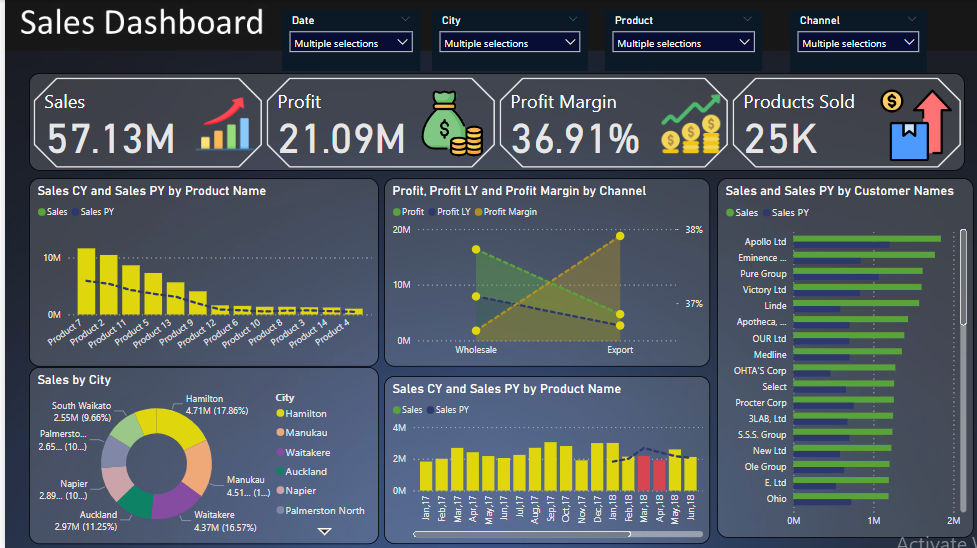 Sales Dashboard
Date
Multiple selections
City
Multiple selections
Product
Multiple selections
Channel
Multiple selections
Sales
57.13M
Profit
21.09M
Profit Margin
36.91%
Products Sold
25K
Sales CY and Sales PY by Product Name
Sales Sales PY
10M
0M
Product 7
Product 2
Product 11
Product 5
Product 13
Product 9
Product 12
Product 6
Product 10
Product 8
Product 3
Product 14
Product 4
Profit, Profit LY and Profit Margin by Channel
Profit Profit LY Profit Margin
20M
10M
0M
38%
37%
Wholesale
Export
Sales and Sales PY by Customer Names
Sales Sales PY
Apollo Ltd
Eminence ...
Pure Group
Victory Ltd
Linde
Apotheca, ...
OUR Ltd
Medline
OHTA'S Corp
Select
Procter Corp
3LAB, Ltd
S.S.S. Group
New Ltd
Ole Group
E. Ltd
Ohio
0M
1M
2M
Sales by City
Hamilton
4.71M (17.86%)
Manukau
4.51... (1...)
Waitakere
4.37M (16.57%)
Auckland
2.97M (11.25%)
Napier
2.89... (10...)
Palmersto...
2.65... (10...)
South Waikato
2.55M (9.66%)
City
Hamilton
Manukau
Waitakere
Auckland
Napier
Palmerston North
Sales CY and Sales PY by Product Name
Sales Sales PY
4M
2M
0M
Jan,17
Feb,17
Mar,17
Apr,17
May,17
Jun,17
Jul,17
Aug,17
Sep,17
Oct,17
Nov,17
Dec,17
Jan,18
Feb,18
Mar,18
Apr,18
May,18
Jun,18
Activate